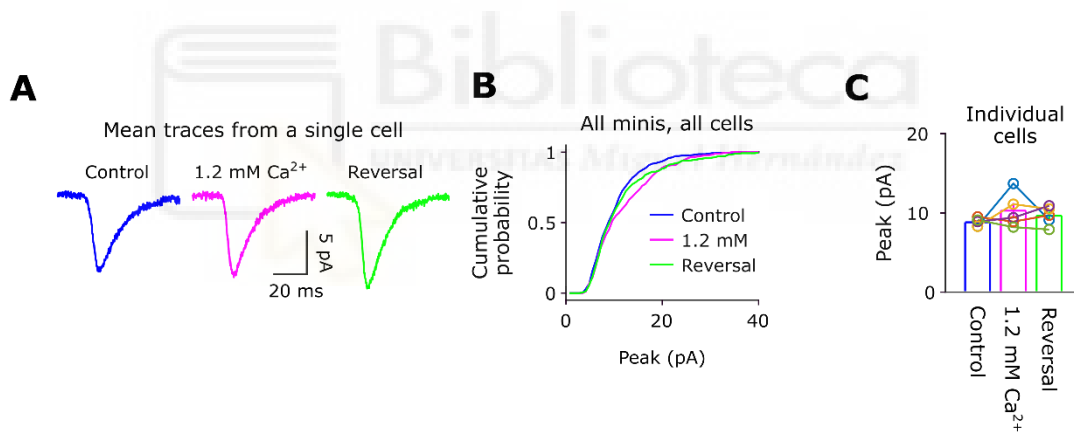 Biblioteca
UNIVERSITAS Miguel Hernández
A
Mean traces from a single cell
Control
1.2 mM Ca²⁺
Reversal
5 pA
20 ms
B
All minis, all cells
Cumulative
probability
1
0.5
0
Control
1.2 mM
Reversal
0
20
40
Peak (pA)
C
Individual
cells
Peak (pA)
20
10
0
Control
1.2 mM Ca²⁺
Reversal